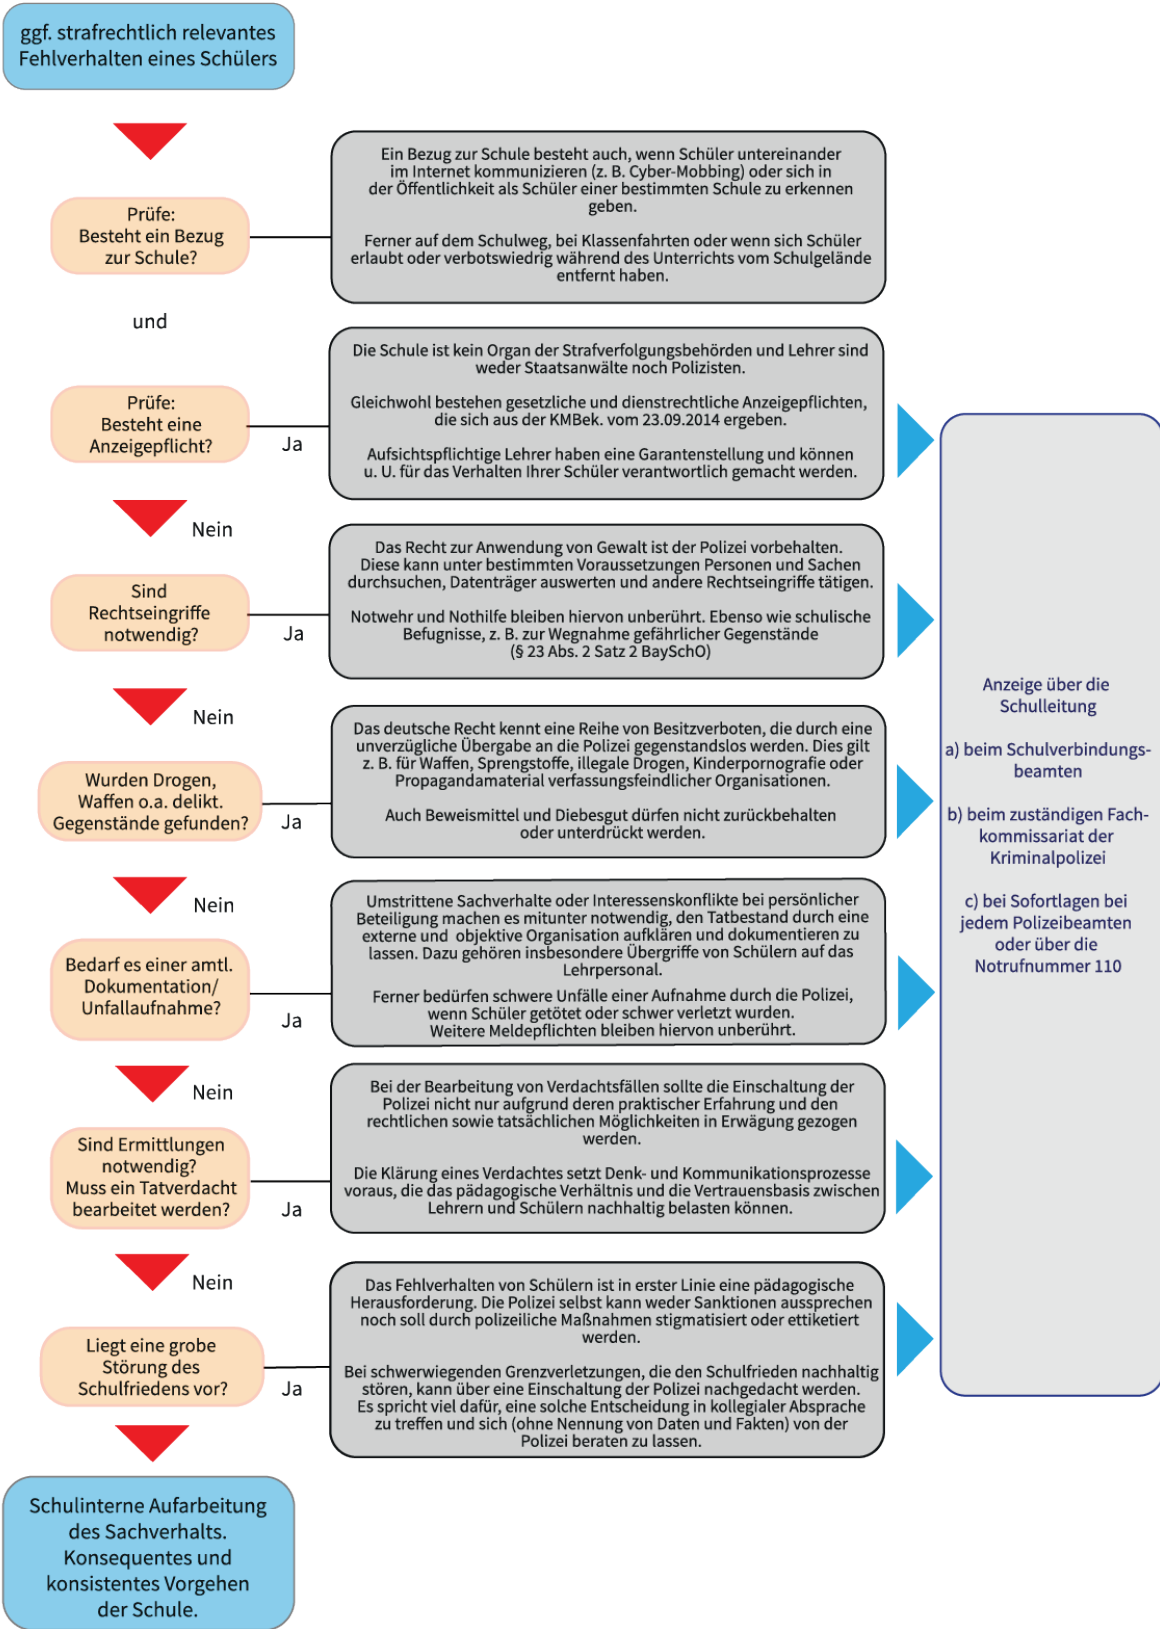 ggf. strafrechtlich relevantes
Fehlverhalten eines Schülers
Prüfe:
Besteht ein Bezug
zur Schule?
Ein Bezug zur Schule besteht auch, wenn Schüler untereinander
im Internet kommunizieren (z. B. Cyber-Mobbing) oder sich in
der Öffentlichkeit als Schüler einer bestimmten Schule zu erkennen
geben.
Ferner auf dem Schulweg, bei Klassenfahrten oder wenn sich Schüler
erlaubt oder verbotswiedrig während des Unterrichts vom Schulgelände
entfernt haben.
und
Prüfe:
Besteht eine
Anzeigepflicht?
Ja
Die Schule ist kein Organ der Strafverfolgungsbehörden und Lehrer sind
weder Staatsanwälte noch Polizisten.
Gleichwohl bestehen gesetzliche und dienstrechtliche Anzeigepflichten,
die sich aus der KMBek. vom 23.09.2014 ergeben.
Aufsichtspflichtige Lehrer haben eine Garantenstellung und können
u. U. für das Verhalten Ihrer Schüler verantwortlich gemacht werden.
Nein
Sind
Rechtseingriffe
notwendig?
Ja
Das Recht zur Anwendung von Gewalt ist der Polizei vorbehalten.
Diese kann unter bestimmten Voraussetzungen Personen und Sachen
durchsuchen, Datenträger auswerten und andere Rechtseingriffe tätigen.
Notwehr und Nothilfe bleiben hiervon unberührt. Ebenso wie schulische
Befugnisse, z. B. zur Wegnahme gefährlicher Gegenstände
(§ 23 Abs. 2 Satz 2 BaySchO)
Nein
Wurden Drogen,
Waffen o.a. delikt.
Gegenstände gefunden?
Ja
Das deutsche Recht kennt eine Reihe von Besitzverboten, die durch eine
unverzügliche Übergabe an die Polizei gegenstandslos werden. Dies gilt
z. B. für Waffen, Sprengstoffe, illegale Drogen, Kinderpornografie oder
Propagandamaterial verfassungsfeindlicher Organisationen.
Auch Beweismittel und Diebesgut dürfen nicht zurückbehalten
oder unterdrückt werden.
Nein
Bedarf es einer amtl.
Dokumentation/
Unfallaufnahme?
Ja
Umstrittene Sachverhalte oder Interessenskonflikte bei persönlicher
Beteiligung machen es mitunter notwendig, den Tatbestand durch eine
externe und objektive Organisation aufklären und dokumentieren zu
lassen. Dazu gehören insbesondere Übergriffe von Schülern auf das
Lehrpersonal.
Ferner bedürfen schwere Unfälle einer Aufnahme durch die Polizei,
wenn Schüler getötet oder schwer verletzt wurden.
Weitere Meldepflichten bleiben hiervon unberührt.
Nein
Sind Ermittlungen
notwendig?
Muss ein Tatverdacht
bearbeitet werden?
Ja
Bei der Bearbeitung von Verdachtsfällen sollte die Einschaltung der
Polizei nicht nur aufgrund deren praktischer Erfahrung und den
rechtlichen sowie tatsächlichen Möglichkeiten in Erwägung gezogen
werden.
Die Klärung eines Verdachtes setzt Denk- und Kommunikationsprozesse
voraus, die das pädagogische Verhältnis und die Vertrauensbasis zwischen
Lehrern und Schülern nachhaltig belasten können.
Nein
Liegt eine grobe
Störung des
Schulfriedens vor?
Ja
Das Fehlverhalten von Schülern ist in erster Linie eine pädagogische
Herausforderung. Die Polizei selbst kann weder Sanktionen aussprechen
noch soll durch polizeiliche Maßnahmen stigmatisiert oder ettiketiert
werden.
Bei schwerwiegenden Grenzverletzungen, die den Schulfrieden nachhaltig
stören, kann über eine Einschaltung der Polizei nachgedacht werden.
Es spricht viel dafür, eine solche Entscheidung in kollegialer Absprache
zu treffen und sich (ohne Nennung von Daten und Fakten) von der
Polizei beraten zu lassen.
Schulinterne Aufarbeitung
des Sachverhalts.
Konsequentes und
konsistentes Vorgehen
der Schule.
Anzeige über die
Schulleitung
a) beim Schulverbindungs-
beamten
b) beim zuständigen Fach-
kommissariat der
Kriminalpolizei
c) bei Sofortlagen bei
jedem Polizeibeamten
oder über die
Notrufnummer 110